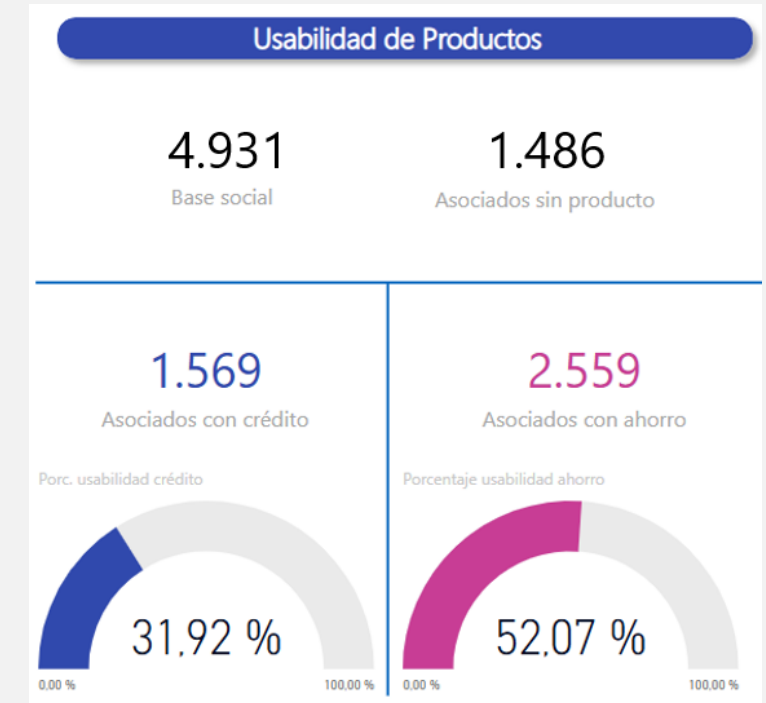 Usabilidad de Productos
4.931
Base social
1.486
Asociados sin producto
1.569
Asociados con crédito
2.559
Asociados con ahorro
Porc. usabilidad crédito
31,92 %
0,00 %
100,00 %
Porcentaje usabilidad ahorro
52,07 %
0,00 %
100,00 %